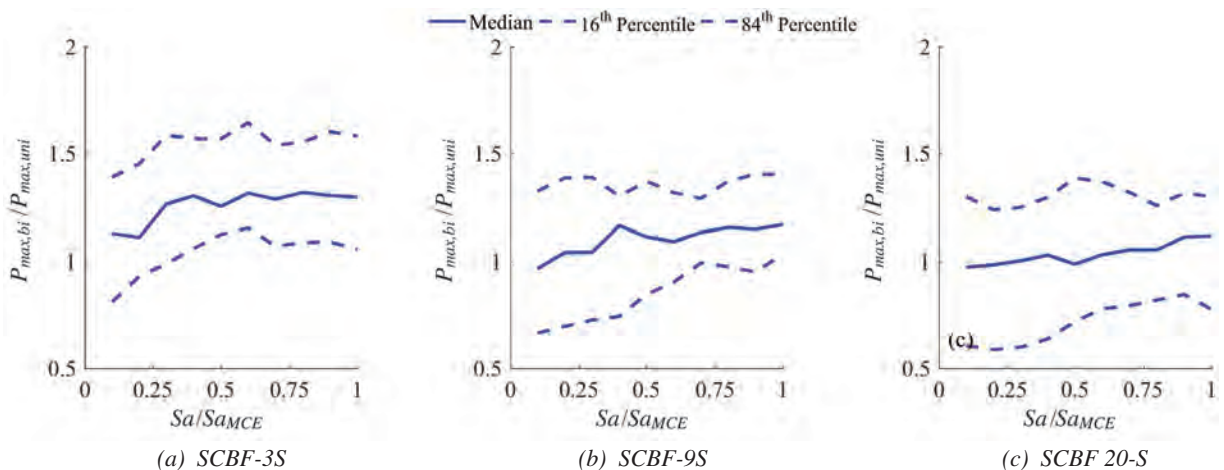 Median 16th Percentile 84th Percentile
2
1.5
1
0.5
0 0.25 0.5 0.75 1
Pmax,bi /Pmax,uni
Sa/SaMCE
(a) SCBF-3S
2
1.5
1
0.5
0 0.25 0.5 0.75 1
Pmax,bi /Pmax,uni
Sa/SaMCE
(b) SCBF-9S
2
1.5
1
(c)
0.5
0 0.25 0.5 0.75 1
Pmax,bi /Pmax,uni
Sa/SaMCE
(c) SCBF 20-S